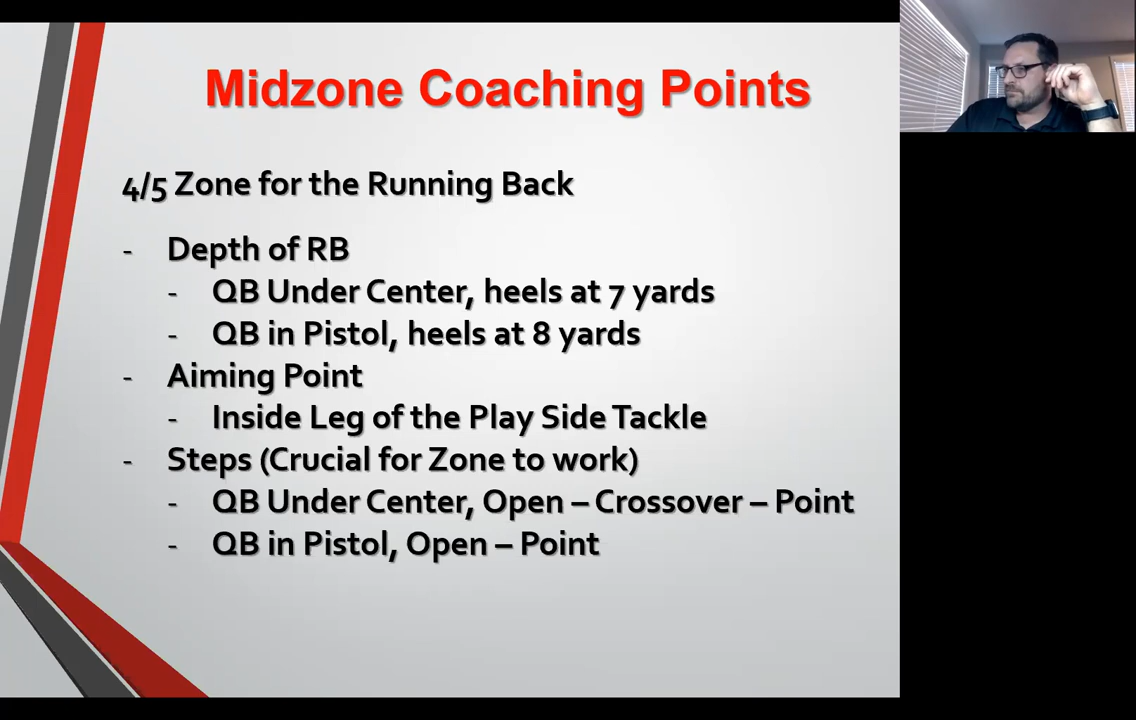 Midzone Coaching Points
4/5 Zone for the Running Back
- Depth of RB
- QB Under Center, heels at 7 yards
- QB in Pistol, heels at 8 yards
- Aiming Point
- Inside Leg of the Play Side Tackle
- Steps (Crucial for Zone to work)
- QB Under Center, Open – Crossover – Point
- QB in Pistol, Open – Point